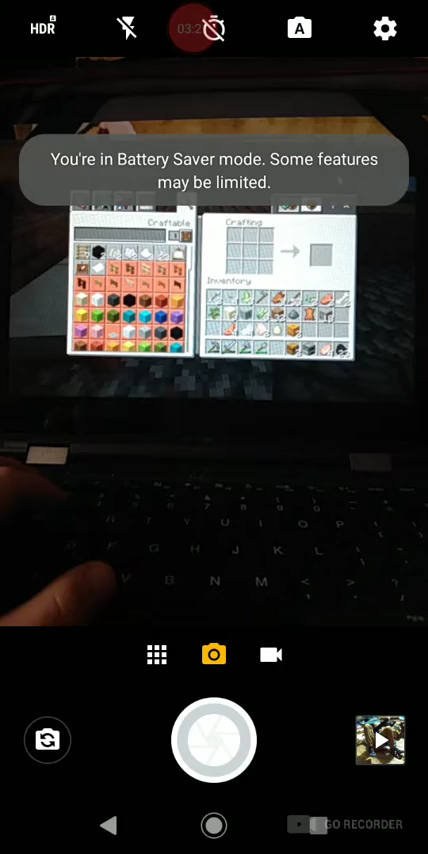 HDR
A
A
You're in Battery Saver mode. Some features
may be limited.
Craftable
Crafting
Inventory
T Y U I O P
G H J K L
V B N M < > ?
GO RECORDER